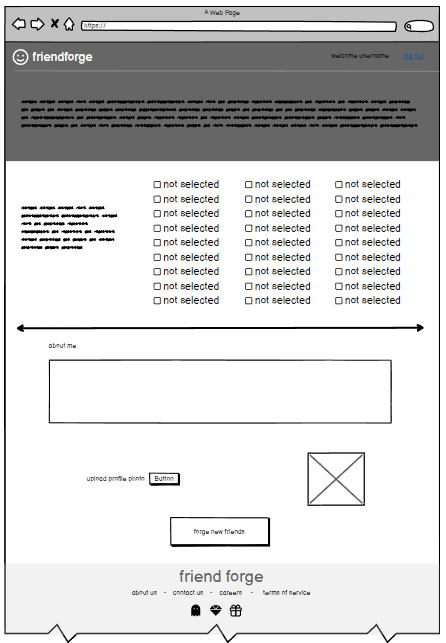 A Web Page
https://
friendforge
welcome username
not selected not selected not selected
not selected not selected not selected
not selected not selected not selected
not selected not selected not selected
not selected not selected not selected
not selected not selected not selected
not selected not selected not selected
not selected not selected not selected
not selected not selected not selected
about me
upload profile photo Button
forge new friends
friend forge
about us - contact us - careers - terms of service